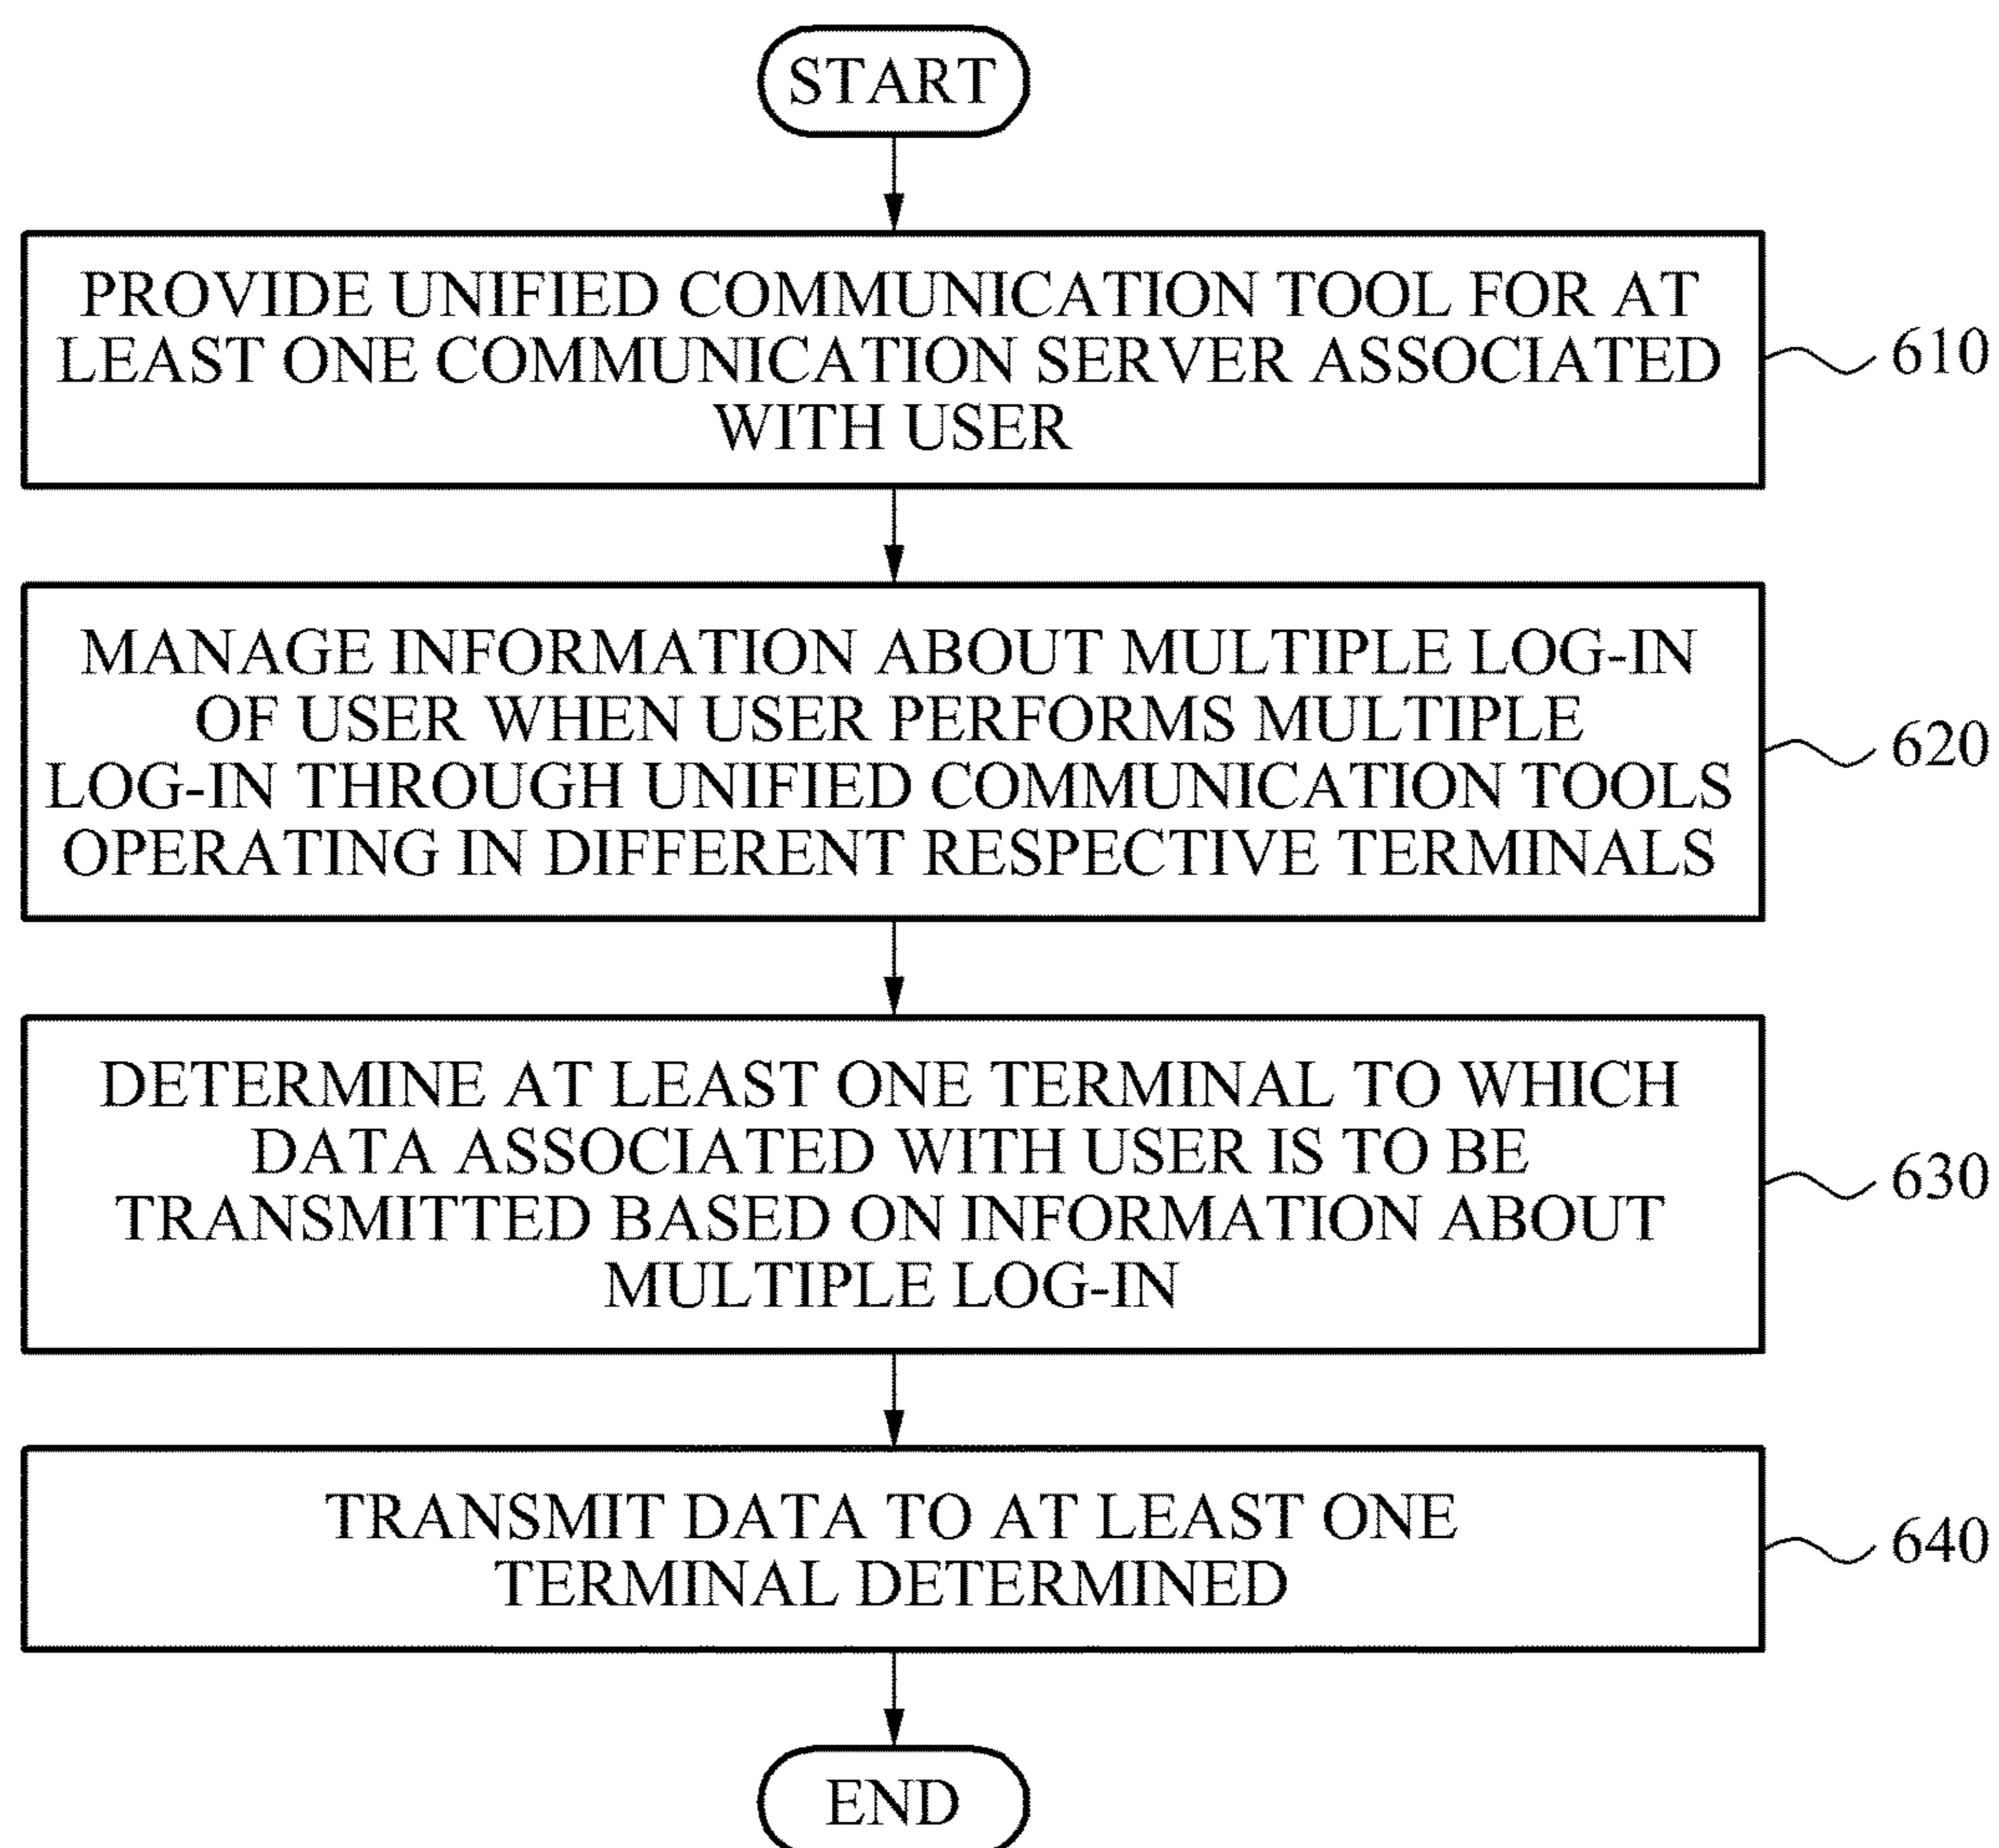 START
PROVIDE UNIFIED COMMUNICATION TOOL FOR AT
LEAST ONE COMMUNICATION SERVER ASSOCIATED
WITH USER
610
MANAGE INFORMATION ABOUT MULTIPLE LOG-IN
OF USER WHEN USER PERFORMS MULTIPLE
LOG-IN THROUGH UNIFIED COMMUNICATION TOOLS
OPERATING IN DIFFERENT RESPECTIVE TERMINALS
620
DETERMINE AT LEAST ONE TERMINAL TO WHICH
DATA ASSOCIATED WITH USER IS TO BE
TRANSMITTED BASED ON INFORMATION ABOUT
MULTIPLE LOG-IN
630
TRANSMIT DATA TO AT LEAST ONE
TERMINAL DETERMINED
640
END